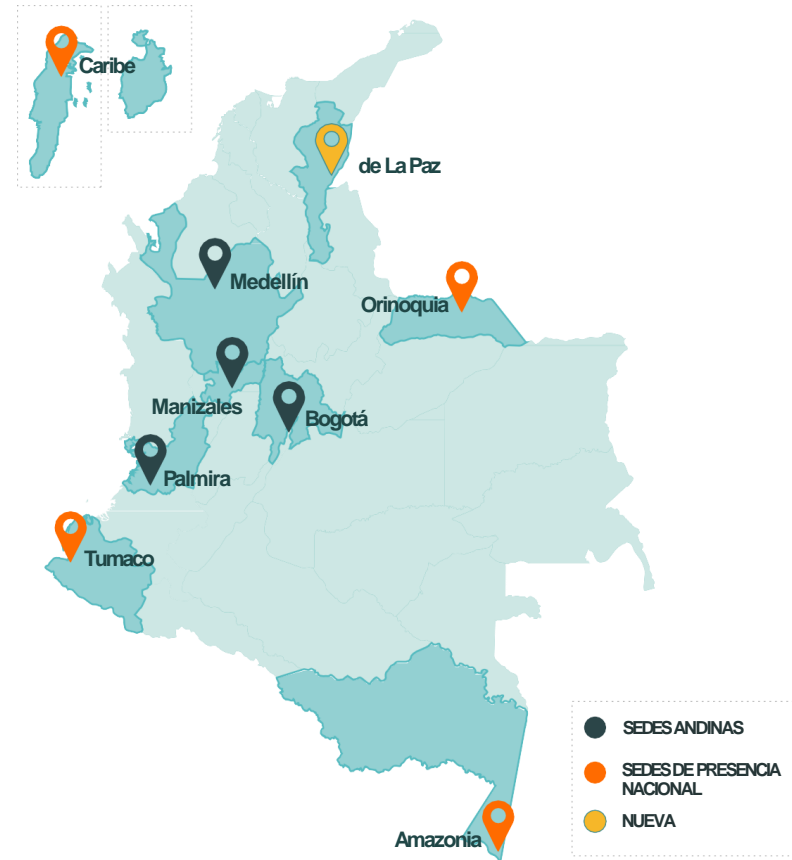 Caribe
de La Paz
Medellín
Orinoquia
Manizales
Bogotá
Palmira
Tumaco
Amazonia
SEDES ANDINAS
SEDES DE PRESENCIA
NACIONAL
NUEVA